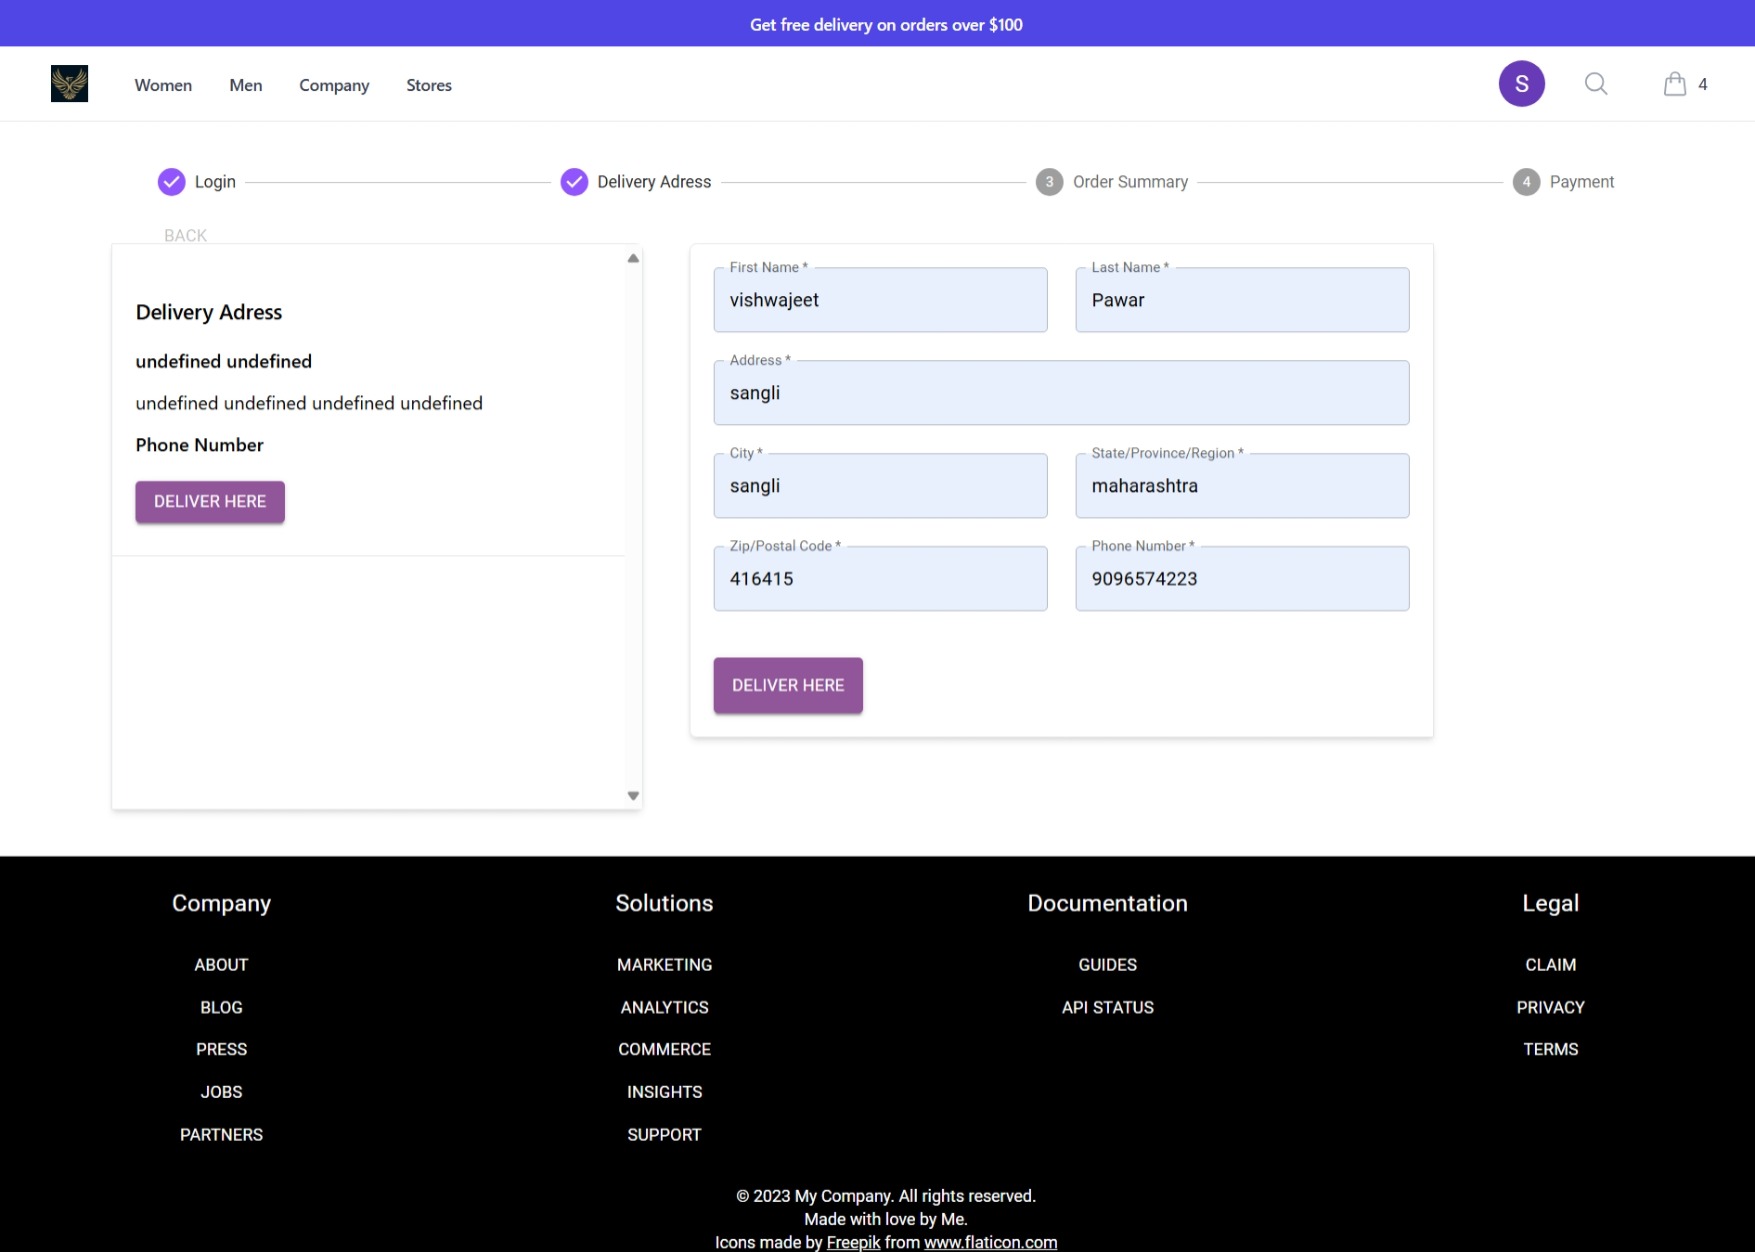 Get free delivery on orders over $100
Women Men Company Stores S 4
Login Delivery Adress 3 Order Summary 4 Payment
BACK
Delivery Adress
undefined undefined
undefined undefined undefined undefined
Phone Number
DELIVER HERE
First Name * Last Name *
vishwajeet Pawar
Address *
sangli
City * State/Province/Region *
sangli maharashtra
Zip/Postal Code * Phone Number *
416415 9096574223
DELIVER HERE
Company Solutions Documentation Legal
ABOUT MARKETING GUIDES CLAIM
BLOG ANALYTICS API STATUS PRIVACY
PRESS COMMERCE TERMS
JOBS INSIGHTS
PARTNERS SUPPORT
© 2023 My Company. All rights reserved.
Made with love by Me.
Icons made by Freepik from www.flaticon.com